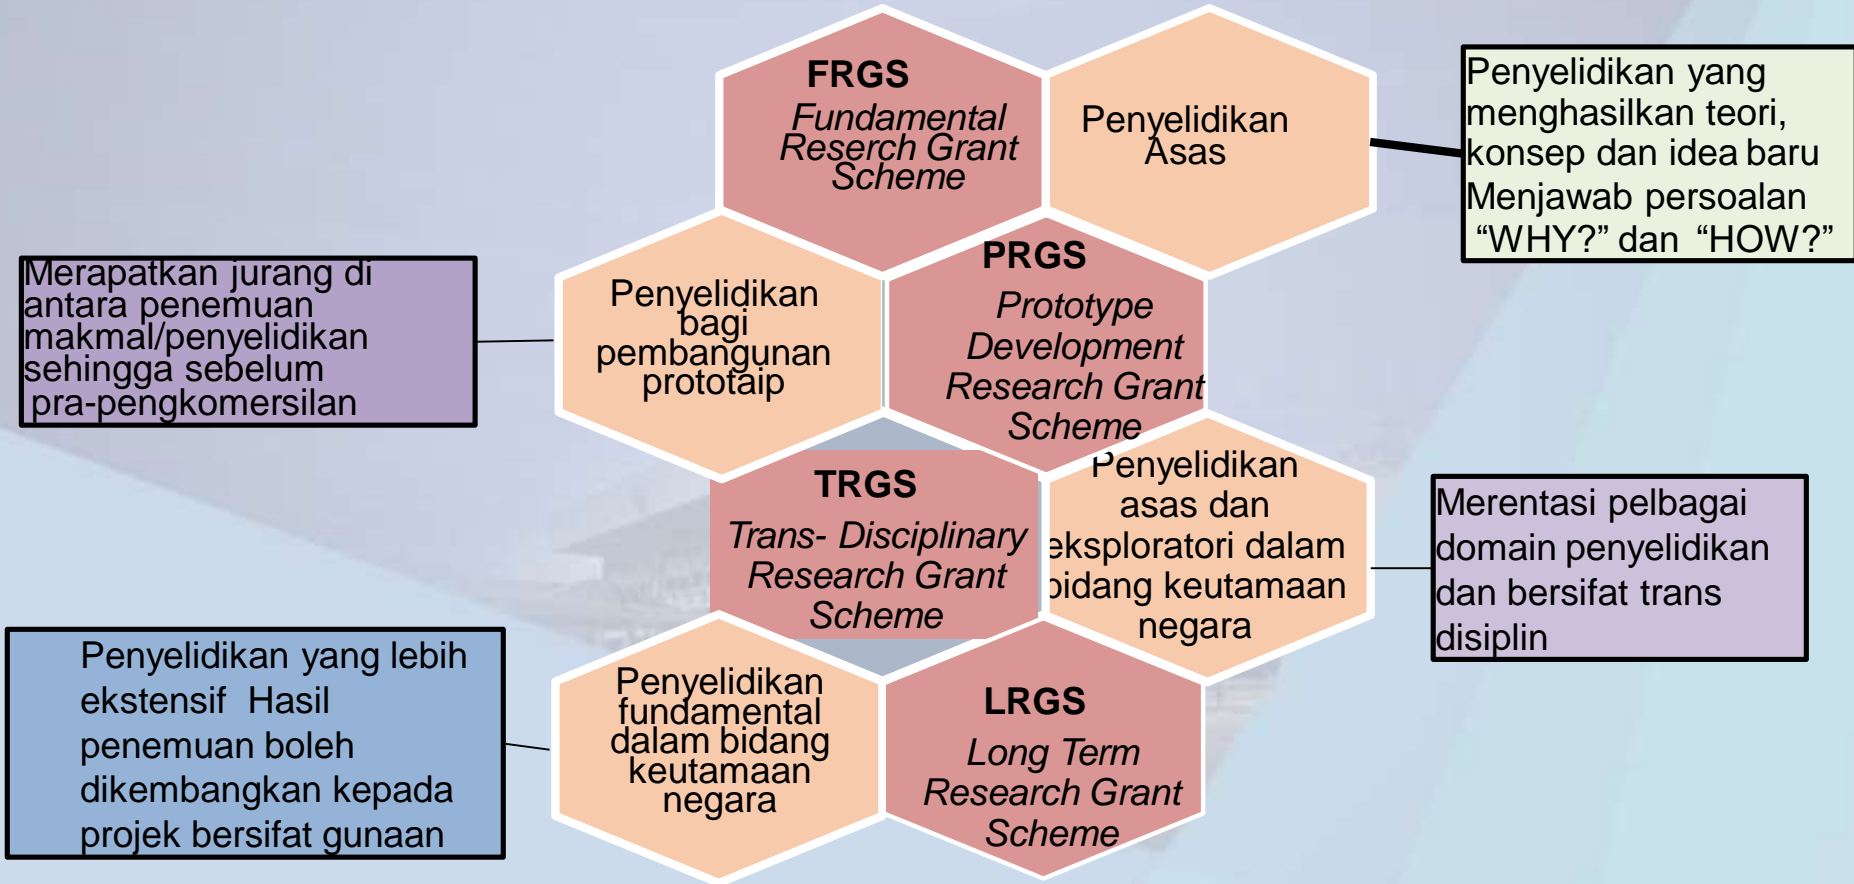 FRGS
Fundamental
Reserch Grant
Scheme
Penyelidikan
Asas
Penyelidikan yang
menghasilkan teori,
konsep dan idea baru
Menjawab persoalan
“WHY?” dan “HOW?”
Merapatkan jurang di
antara penemuan
makmal/penyelidikan
sehingga sebelum
pra-pengkomersilan
Penyelidikan
bagi
pembangunan
prototaip
PRGS
Prototype
Development
Research Grant
Scheme
TRGS
Trans- Disciplinary
Research Grant
Scheme
Penyelidikan
asas dan
eksploratori dalam
bidang keutamaan
negara
Merentasi pelbagai
domain penyelidikan
dan bersifat trans
disiplin
Penyelidikan yang lebih
ekstensif Hasil
penemuan boleh
dikembangkan kepada
projek bersifat gunaan
Penyelidikan
fundamental
dalam bidang
keutamaan
negara
LRGS
Long Term
Research Grant
Scheme